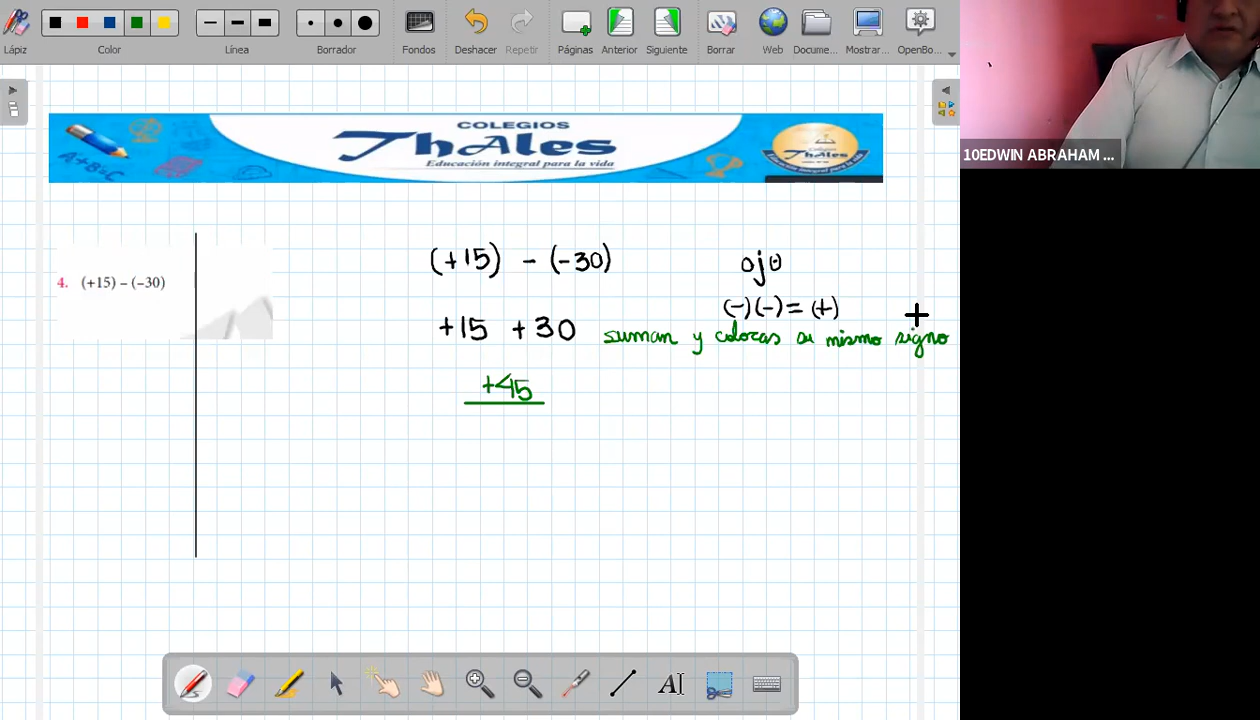 Lápiz Color Línea Borrador Fondos Deshacer Repetir Páginas Anterior Siguiente Borrar Web Docume... Mostrar... OpenBo...
10EDWIN ABRAHAM ...
COLEGIOS
Thales
Educación integral para la vida
A+B=C
Thales
4. (+15) – (–30)
(+15) - (-30)
ojo
(-)(-) = (+)
+15 +30
suman y colocas su mismo signo
+45